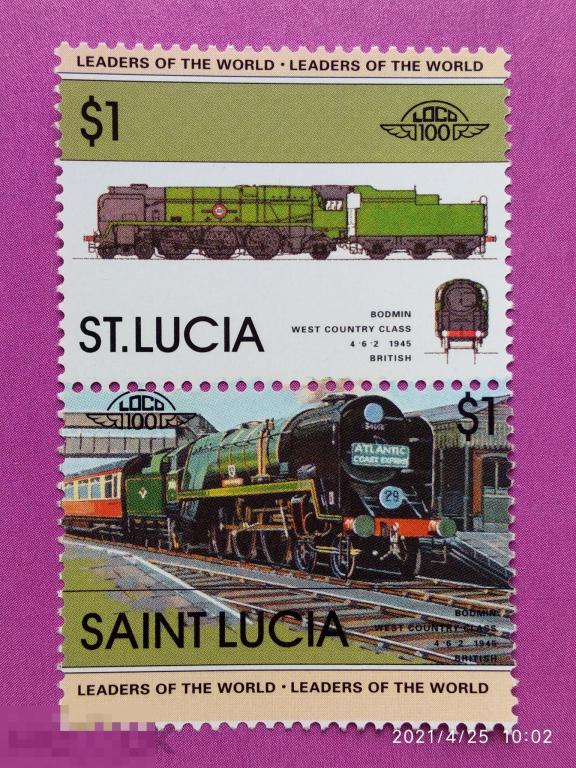 LEADERS OF THE WORLD · LEADERS OF THE WORLD
$1
LOCO
100
BODMIN
WEST COUNTRY CLASS
4·6·2 1945
BRITISH
ST.LUCIA
LOCO
100
$1
ATLANTIC
COAST EXPRESS
29
BODMIN
WEST COUNTRY CLASS
4·6·2 1945
BRITISH
SAINT LUCIA
LEADERS OF THE WORLD · LEADERS OF THE WORLD
2021/4/25 10:02